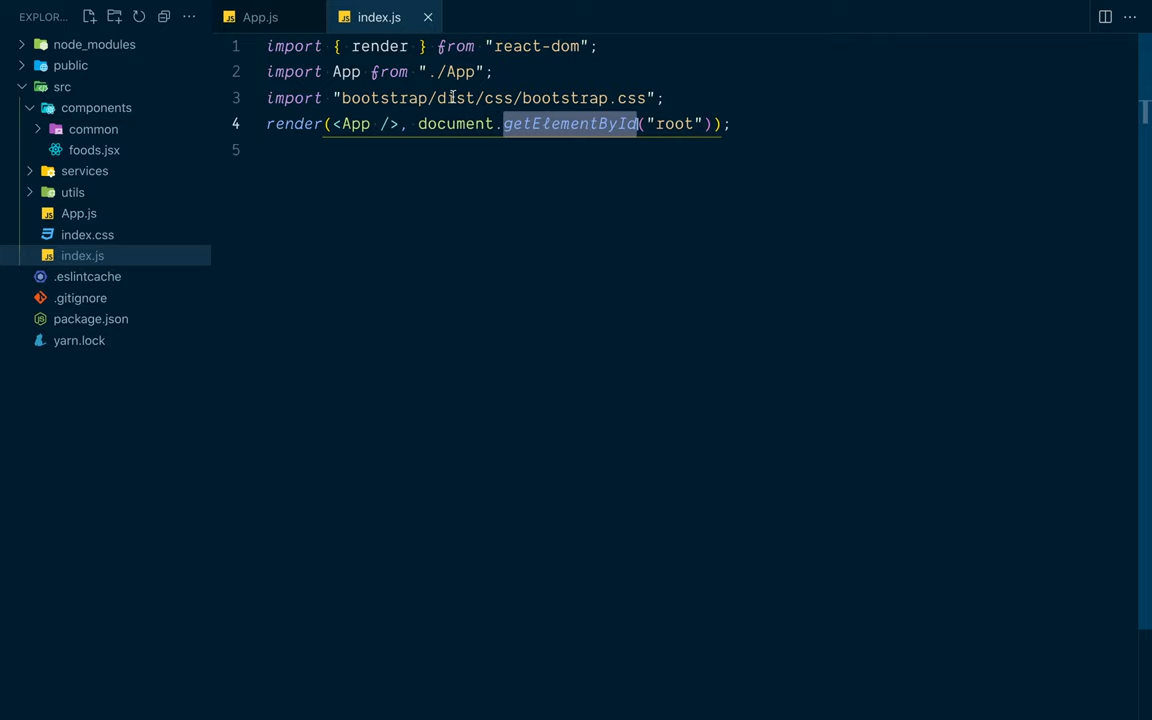 EXPLOR...
node_modules
public
src
components
common
foods.jsx
services
utils
App.js
index.css
index.js
.eslintcache
.gitignore
package.json
yarn.lock
JS App.js
JS index.js
1 import { render } from "react-dom";
2 import App from "./App";
3 import "bootstrap/dist/css/bootstrap.css";
4 render(<App />, document.getElementById("root"));
5